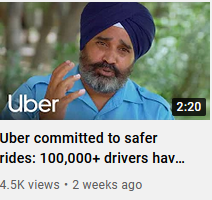 Uber
2:20
Uber committed to safer
rides: 100,000+ drivers hav...
4.5K views • 2 weeks ago